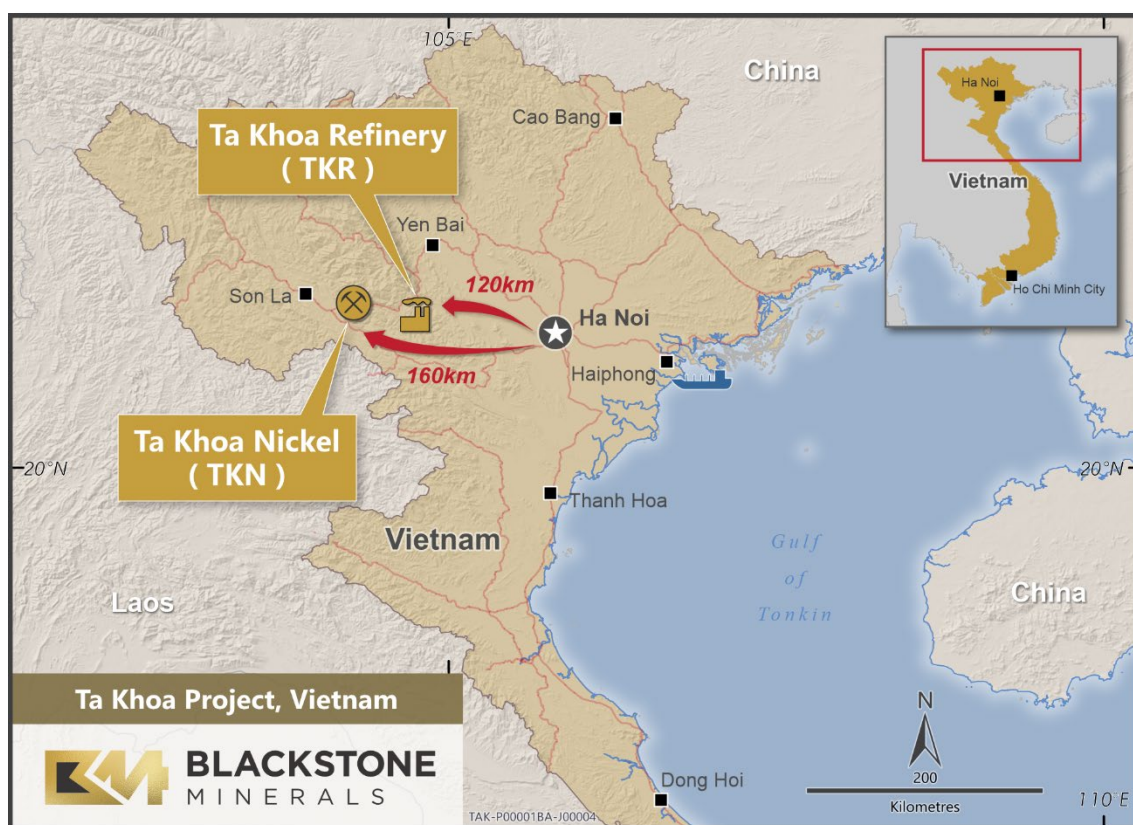 105°E
China
Ha Noi
Vietnam
Ho Chi Minh City
Cao Bang
Ta Khoa Refinery
( TKR )
Yen Bai
120km
Son La
Ha Noi
160km
Haiphong
Ta Khoa Nickel
( TKN )
20°N
20°N
Thanh Hoa
Vietnam
Gulf
of
Tonkin
Laos
China
Ta Khoa Project, Vietnam
N
BLACKSTONE
MINERALS
200
Kilometres
Dong Hoi
110°E
TAK-P00001BA-J00004